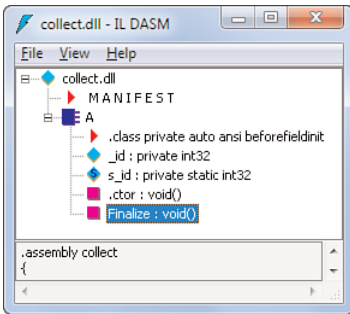 collect.dll - IL DASM
File View Help
collect.dll
MANIFEST
A
.class private auto ansi beforefieldinit
_id : private int32
s_id : private static int32
.ctor : void()
Finalize : void()
.assembly collect
{